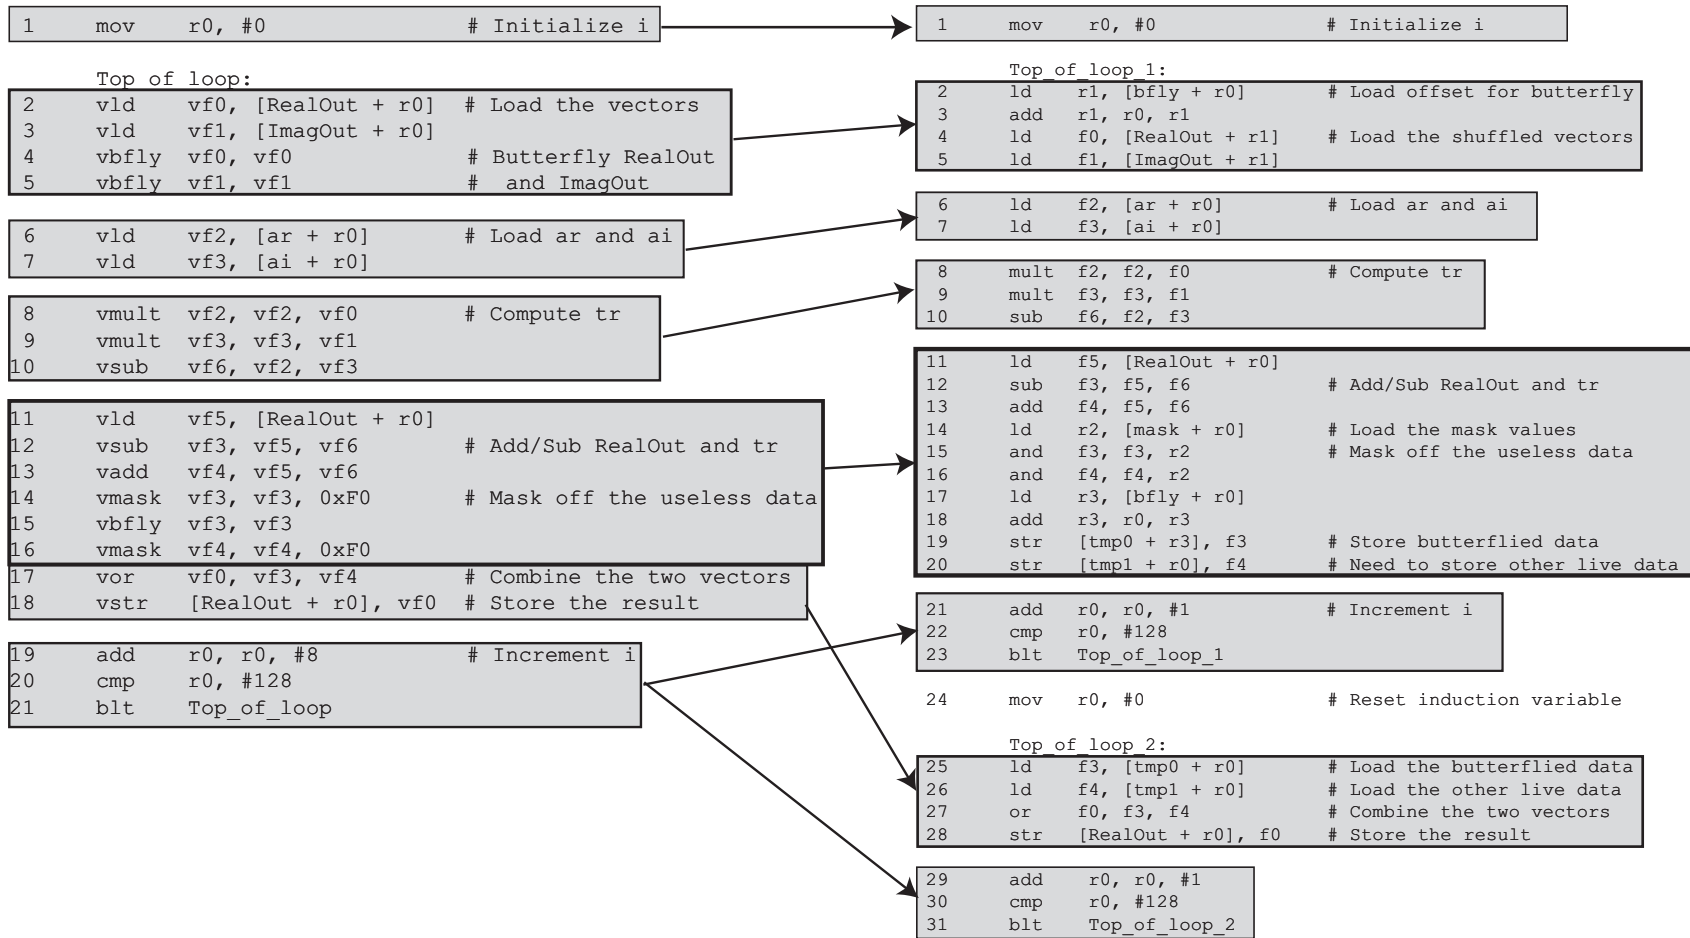 1 mov r0, #0 # Initialize i
Top of loop:
2 vld vf0, [RealOut + r0] # Load the vectors
3 vld vf1, [ImagOut + r0]
4 vbfly vf0, vf0 # Butterfly RealOut
5 vbfly vf1, vf1 # and ImagOut
6 vld vf2, [ar + r0] # Load ar and ai
7 vld vf3, [ai + r0]
8 vmult vf2, vf2, vf0 # Compute tr
9 vmult vf3, vf3, vf1
10 vsub vf6, vf2, vf3
11 vld vf5, [RealOut + r0]
12 vsub vf3, vf5, vf6 # Add/Sub RealOut and tr
13 vadd vf4, vf5, vf6
14 vmask vf3, vf3, 0xF0 # Mask off the useless data
15 vbfly vf3, vf3
16 vmask vf4, vf4, 0xF0
17 vor vf0, vf3, vf4 # Combine the two vectors
18 vstr [RealOut + r0], vf0 # Store the result
19 add r0, r0, #8 # Increment i
20 cmp r0, #128
21 blt Top_of_loop
1 mov r0, #0 # Initialize i
Top_of_loop_1:
2 ld r1, [bfly + r0] # Load offset for butterfly
3 add r1, r0, r1
4 ld f0, [RealOut + r1] # Load the shuffled vectors
5 ld f1, [ImagOut + r1]
6 ld f2, [ar + r0] # Load ar and ai
7 ld f3, [ai + r0]
8 mult f2, f2, f0 # Compute tr
9 mult f3, f3, f1
10 sub f6, f2, f3
11 ld f5, [RealOut + r0]
12 sub f3, f5, f6 # Add/Sub RealOut and tr
13 add f4, f5, f6
14 ld r2, [mask + r0] # Load the mask values
15 and f3, f3, r2 # Mask off the useless data
16 and f4, f4, r2
17 ld r3, [bfly + r0]
18 add r3, r0, r3
19 str [tmp0 + r3], f3 # Store butterflied data
20 str [tmp1 + r0], f4 # Need to store other live data
21 add r0, r0, #1 # Increment i
22 cmp r0, #128
23 blt Top_of_loop_1
24 mov r0, #0 # Reset induction variable
Top_of_loop_2:
25 ld f3, [tmp0 + r0] # Load the butterflied data
26 ld f4, [tmp1 + r0] # Load the other live data
27 or f0, f3, f4 # Combine the two vectors
28 str [RealOut + r0], f0 # Store the result
29 add r0, r0, #1
30 cmp r0, #128
31 blt Top_of_loop_2